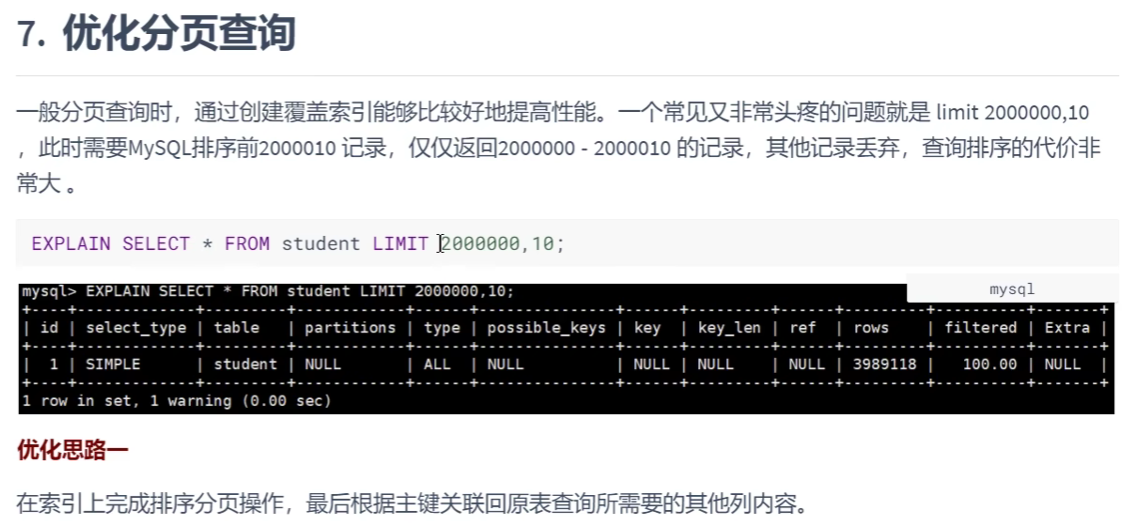 7. 优化分页查询
一般分页查询时，通过创建覆盖索引能够比较好地提高性能。一个常见又非常头疼的问题就是 limit 2000000,10
，此时需要MySQL排序前2000010 记录，仅仅返回2000000 - 2000010 的记录，其他记录丢弃，查询排序的代价非
常大 。
EXPLAIN SELECT * FROM student LIMIT 2000000,10;
mysql
mysql> EXPLAIN SELECT * FROM student LIMIT 2000000,10;
+----+-------------+---------+------------+------+---------------+------+---------+------+---------+----------+-------+
| id | select_type | table | partitions | type | possible_keys | key | key_len | ref | rows | filtered | Extra |
+----+-------------+---------+------------+------+---------------+------+---------+------+---------+----------+-------+
| 1 | SIMPLE | student | NULL | ALL | NULL | NULL | NULL | NULL | 3989118 | 100.00 | NULL |
+----+-------------+---------+------------+------+---------------+------+---------+------+---------+----------+-------+
1 row in set, 1 warning (0.00 sec)
优化思路一
在索引上完成排序分页操作，最后根据主键关联回原表查询所需要的其他列内容。